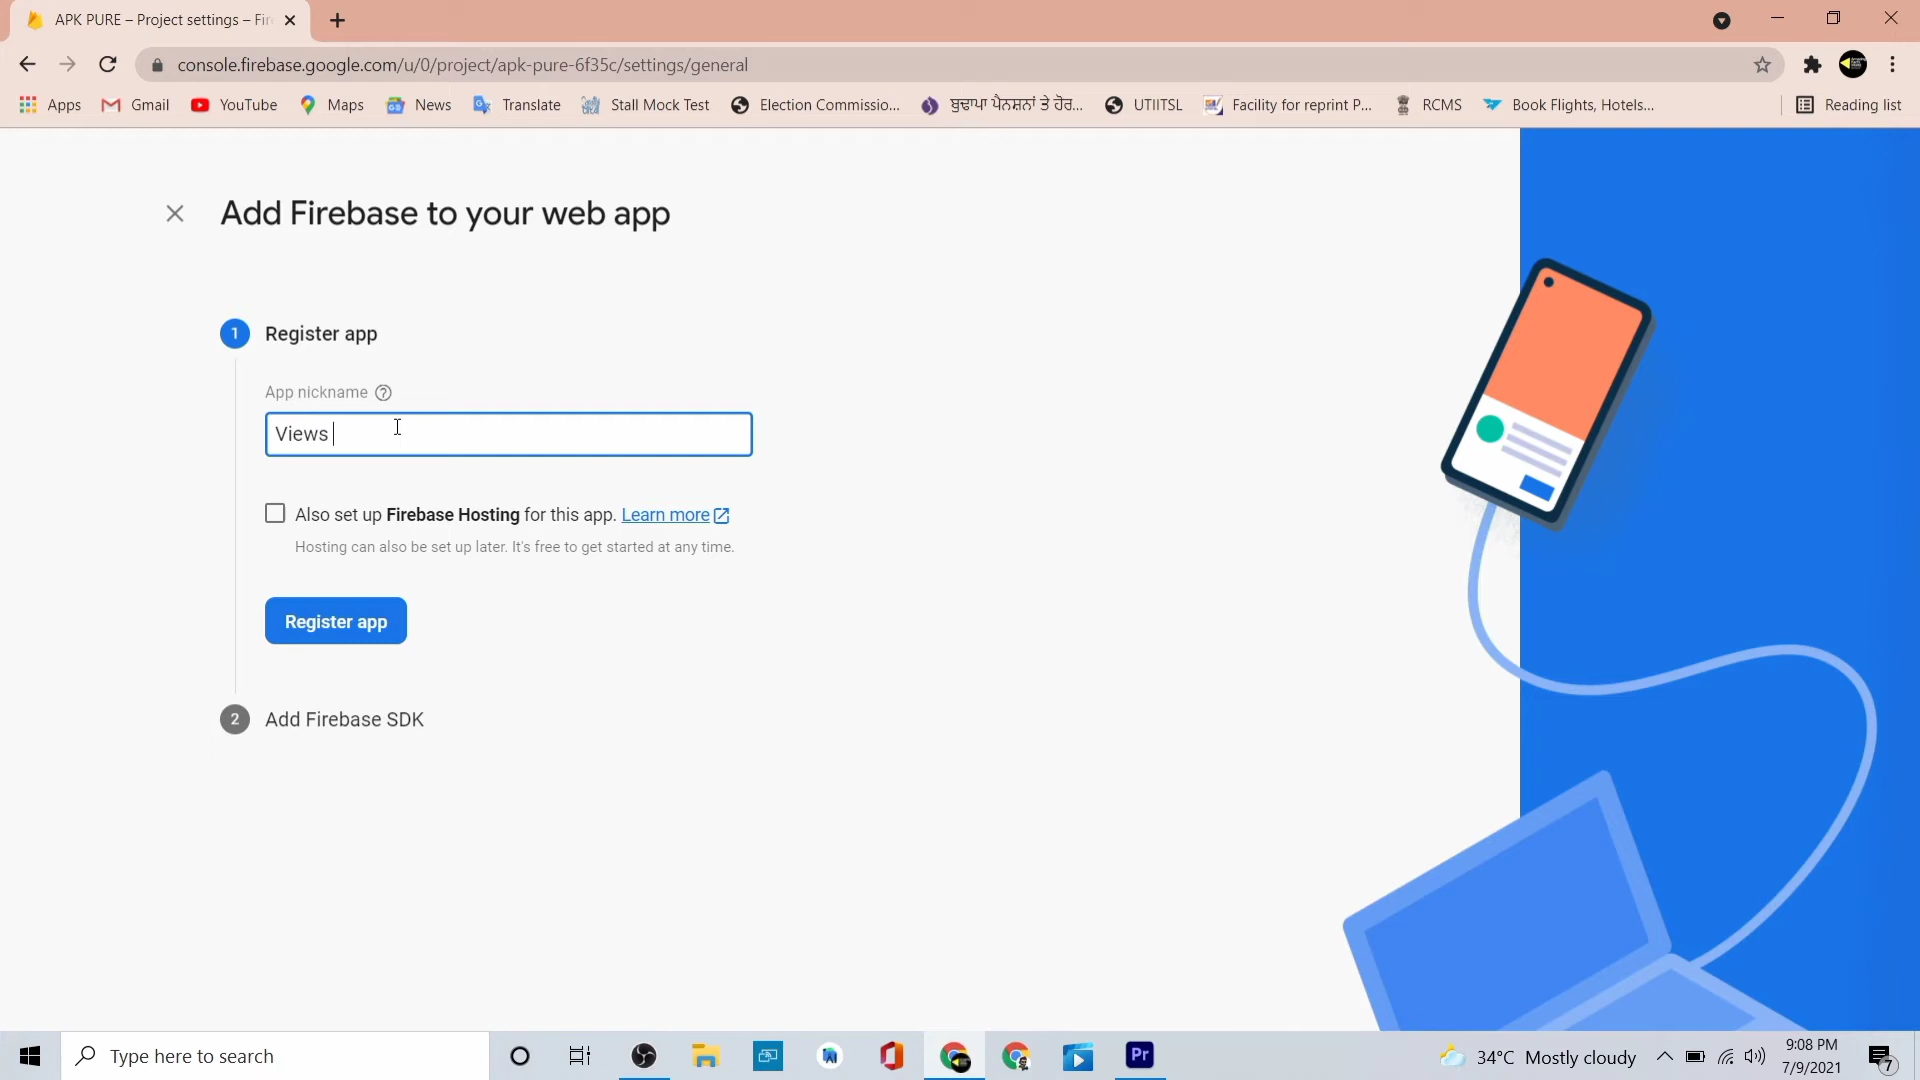 APK PURE – Project settings – Fir
console.firebase.google.com/u/0/project/apk-pure-6f35c/settings/general
Apps Gmail YouTube Maps News Translate Stall Mock Test Election Commissio... ਬੁਢਾਪਾ ਪੈਨਸ਼ਨਾਂ ਤੇ ਹੋਰ... UTIITSL Facility for reprint P... RCMS Book Flights, Hotels... Reading list
Add Firebase to your web app
1 Register app
App nickname
Views
Also set up Firebase Hosting for this app. Learn more
Hosting can also be set up later. It's free to get started at any time.
Register app
2 Add Firebase SDK
Type here to search
Pr
34°C Mostly cloudy
9:08 PM
7/9/2021
7